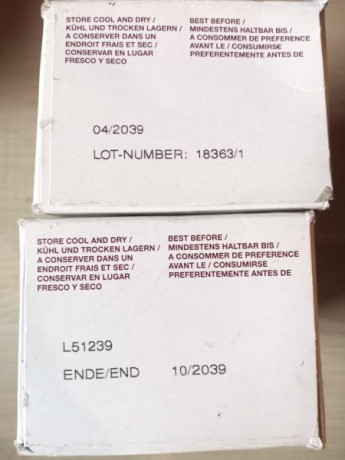 STORE COOL AND DRY /
KÜHL UND TROCKEN LAGERN /
A CONSERVER DANS UN
ENDROIT FRAIS ET SEC /
CONSERVAR EN LUGAR
FRESCO Y SECO
BEST BEFORE /
MINDESTENS HALTBAR BIS /
A CONSOMMER DE PREFERENCE
AVANT LE / CONSUMIRSE
PREFERENTEMENTE ANTES DE
04/2039
LOT-NUMBER: 18363/1
STORE COOL AND DRY /
KÜHL UND TROCKEN LAGERN /
A CONSERVER DANS UN
ENDROIT FRAIS ET SEC /
CONSERVAR EN LUGAR
FRESCO Y SECO
BEST BEFORE /
MINDESTENS HALTBAR BIS /
A CONSOMMER DE PREFERENCE
AVANT LE / CONSUMIRSE
PREFERENTEMENTE ANTES DE
L51239
ENDE/END 10/2039